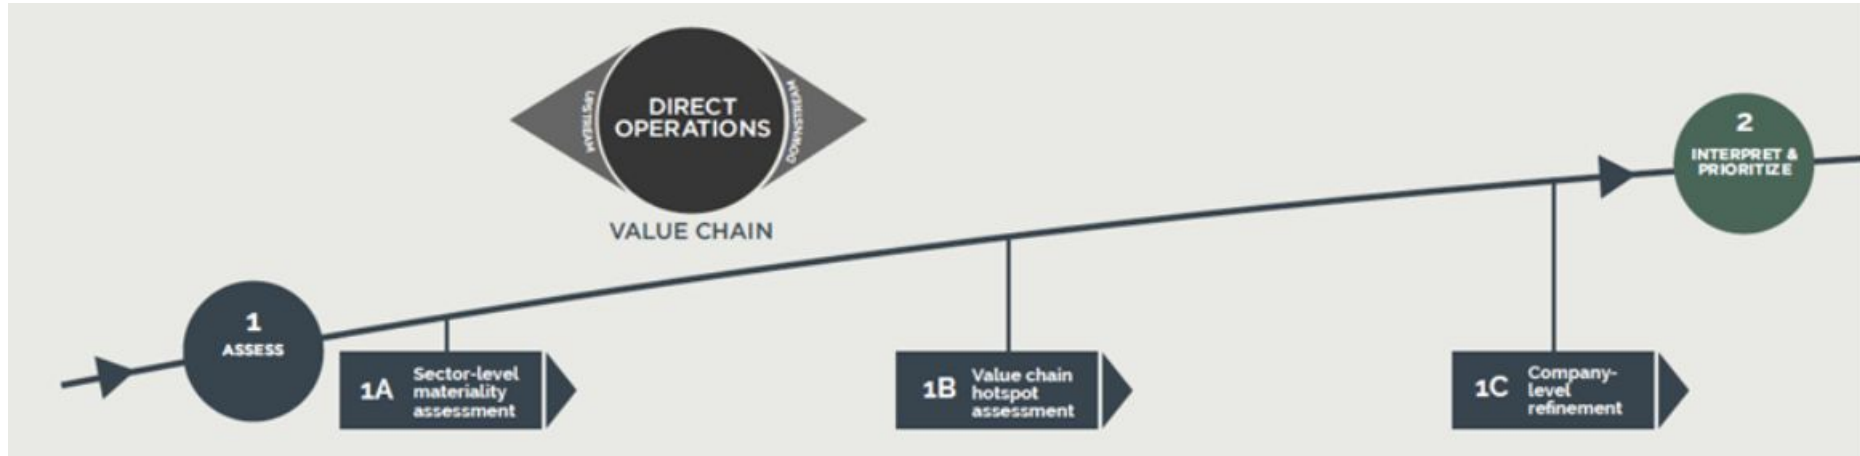 UPSTREAM
DIRECT
OPERATIONS
DOWNSTREAM
VALUE CHAIN
1
ASSESS
1A
Sector-level
materiality
assessment
1B
Value chain
hotspot
assessment
1C
Company-
level
refinement
2
INTERPRET &
PRIORITIZE